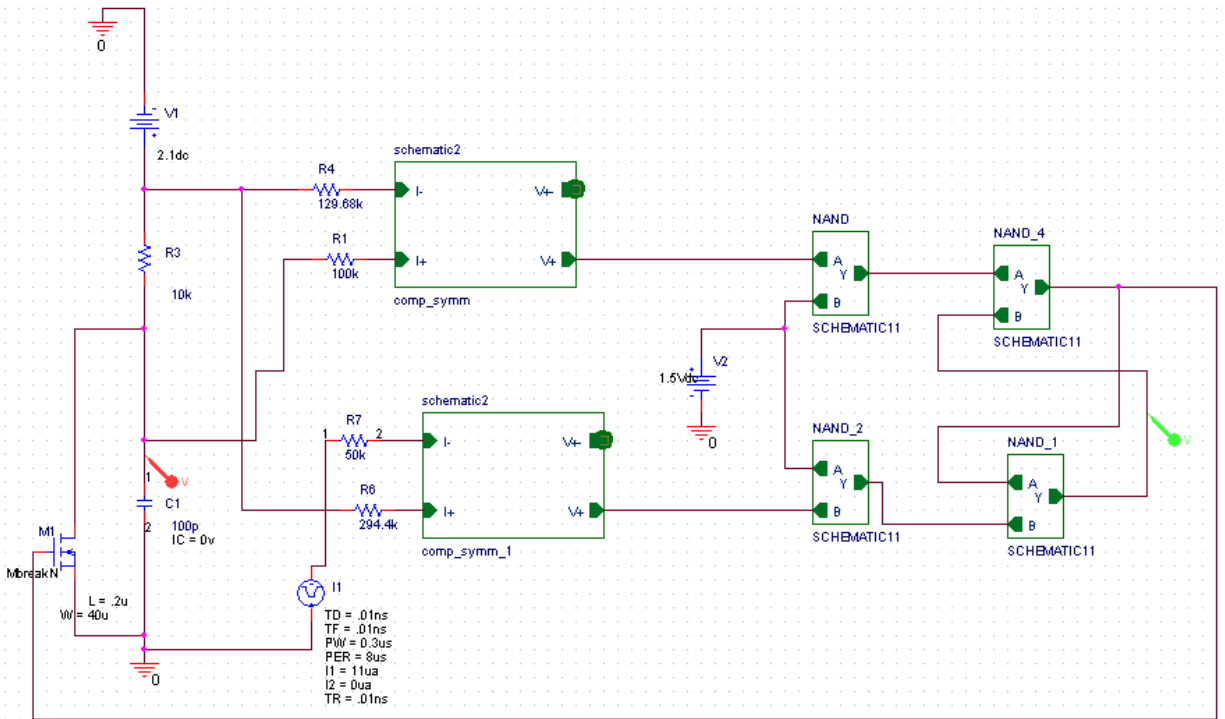 0
V1
2.1dc
R3
10k
schematic2
R4
129.68k
R1
100k
I-
I+
V+
V+
comp_symm
NAND
A
Y
B
SCHEMATIC11
NAND_4
A
Y
B
SCHEMATIC11
V2
1.5Vdc
0
schematic2
1
R7
2
50k
R6
294.4k
I-
I+
V+
V+
comp_symm_1
NAND_2
A
Y
B
SCHEMATIC11
NAND_1
A
Y
B
SCHEMATIC11
V
V
1
C1
100p
2
IC = 0v
M1
MbreakN
L = .2u
W = 40u
0
I1
TD = .01ns
TF = .01ns
PW = 0.3us
PER = 8us
I1 = 11ua
I2 = 0ua
TR = .01ns